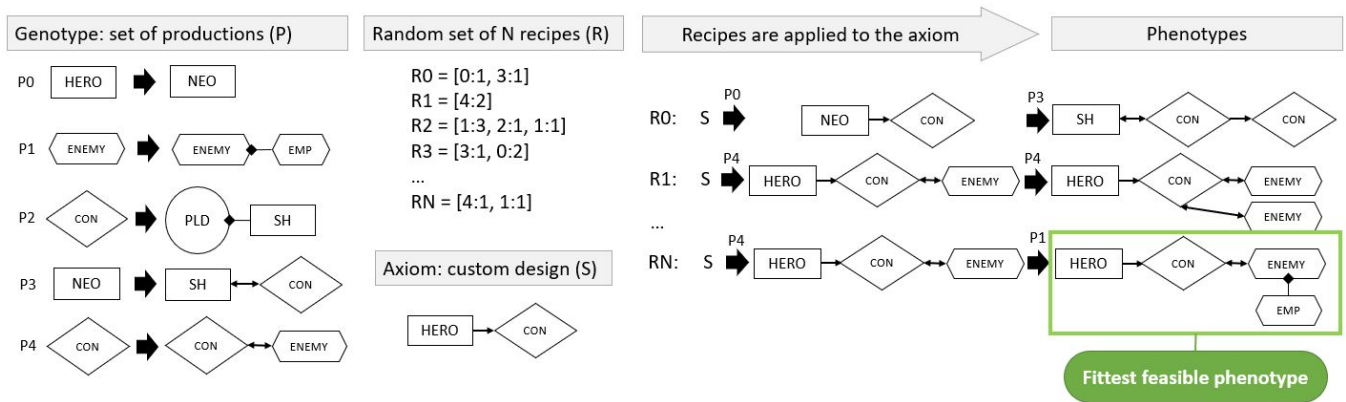 Genotype: set of productions (P)
P0 HERO NEO
P1 ENEMY ENEMY EMP
P2 CON PLD SH
P3 NEO SH CON
P4 CON CON ENEMY
Random set of N recipes (R)
R0 = [0:1, 3:1]
R1 = [4:2]
R2 = [1:3, 2:1, 1:1]
R3 = [3:1, 0:2]
...
RN = [4:1, 1:1]
Axiom: custom design (S)
HERO CON
Recipes are applied to the axiom
Phenotypes
P0 P3
R0: S NEO CON SH CON CON
P4 P4
R1: S HERO CON ENEMY HERO CON ENEMY
ENEMY
...
P4 P1
RN: S HERO CON ENEMY HERO CON ENEMY
EMP
Fittest feasible phenotype